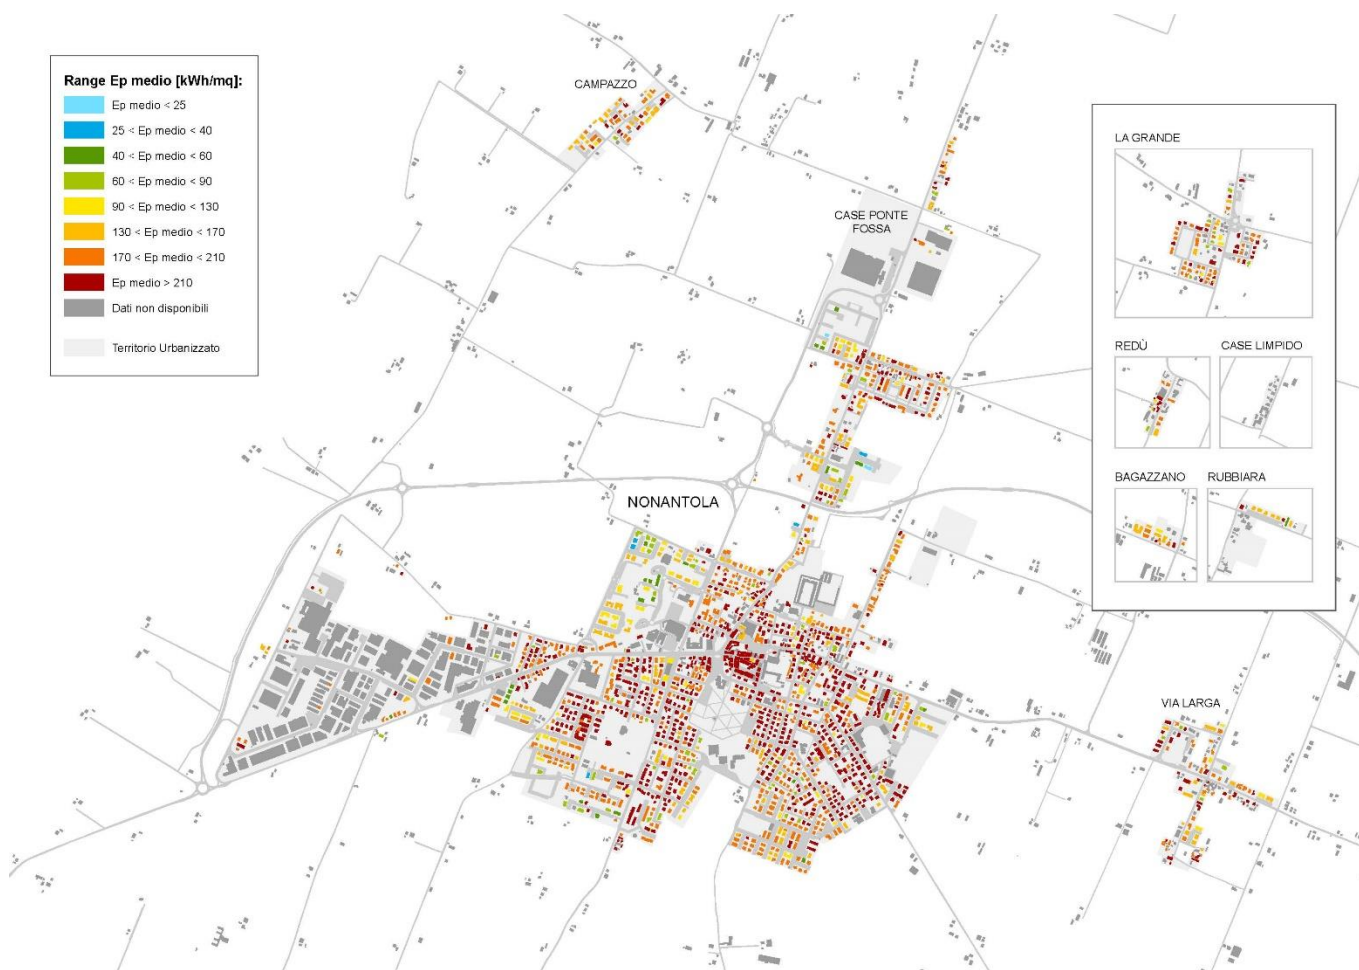 Range Ep medio [kWh/mq]:
Ep medio < 25
25 < Ep medio < 40
40 < Ep medio < 60
60 < Ep medio < 90
90 < Ep medio < 130
130 < Ep medio < 170
170 < Ep medio < 210
Ep medio > 210
Dati non disponibili
Territorio Urbanizzato
CAMPAZZO
CASE PONTE
FOSSA
NONANTOLA
VIA LARGA
LA GRANDE
REDÙ
CASE LIMPIDO
BAGAZZANO
RUBBIARA